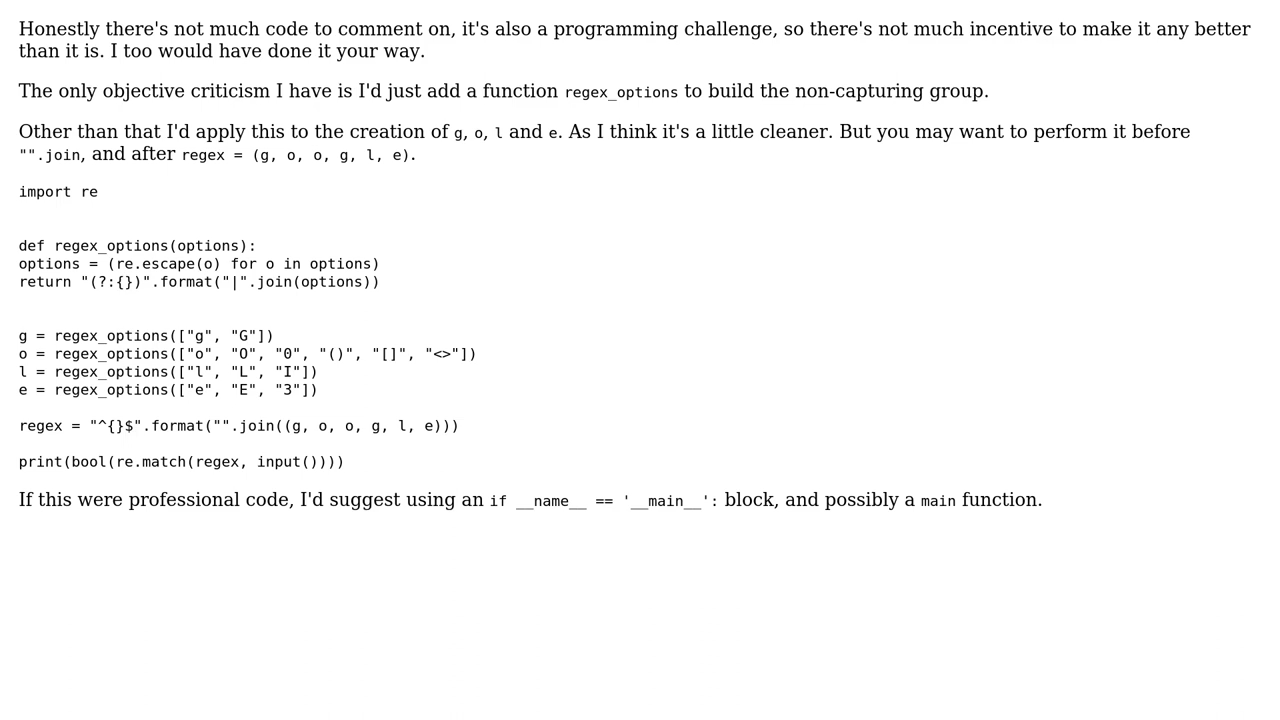 Honestly there's not much code to comment on, it's also a programming challenge, so there's not much incentive to make it any better
than it is. I too would have done it your way.
The only objective criticism I have is I'd just add a function regex_options to build the non-capturing group.
Other than that I'd apply this to the creation of g, o, l and e. As I think it's a little cleaner. But you may want to perform it before
"".join, and after regex = (g, o, o, g, l, e).
import re
def regex_options(options):
options = (re.escape(o) for o in options)
return "(?:{})".format("|".join(options))
g = regex_options(["g", "G"])
o = regex_options(["o", "O", "0", "()", "[]", "<>"])
l = regex_options(["l", "L", "I"])
e = regex_options(["e", "E", "3"])
regex = "^{}$".format("".join((g, o, o, g, l, e)))
print(bool(re.match(regex, input())))
If this were professional code, I'd suggest using an if __name__ == '__main__': block, and possibly a main function.